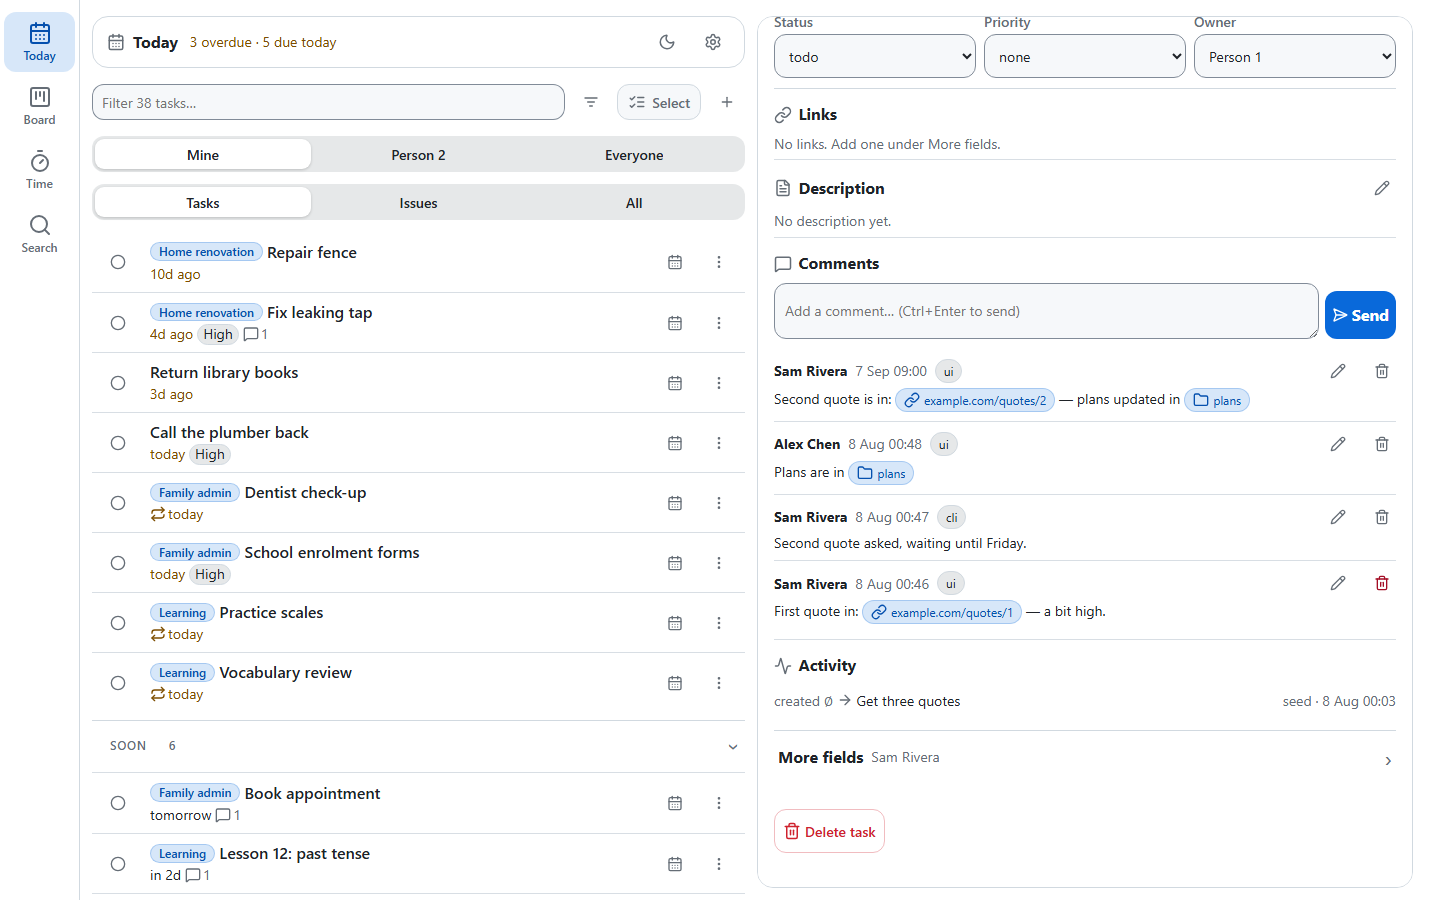 Today
Board
Time
Search
Today 3 overdue · 5 due today
Filter 38 tasks...
Select
Mine Person 2 Everyone
Tasks Issues All
Home renovation Repair fence
10d ago
Home renovation Fix leaking tap
4d ago High 1
Return library books
3d ago
Call the plumber back
today High
Family admin Dentist check-up
today
Family admin School enrolment forms
today High
Learning Practice scales
today
Learning Vocabulary review
today
SOON 6
Family admin Book appointment
tomorrow 1
Learning Lesson 12: past tense
in 2d 1
Status Priority Owner
todo none Person 1
Links
No links. Add one under More fields.
Description
No description yet.
Comments
Add a comment... (Ctrl+Enter to send)
Send
Sam Rivera 7 Sep 09:00 ui
Second quote is in: example.com/quotes/2 — plans updated in plans
Alex Chen 8 Aug 00:48 ui
Plans are in plans
Sam Rivera 8 Aug 00:47 cli
Second quote asked, waiting until Friday.
Sam Rivera 8 Aug 00:46 ui
First quote in: example.com/quotes/1 — a bit high.
Activity
created ∅ → Get three quotes seed · 8 Aug 00:03
More fields Sam Rivera
Delete task